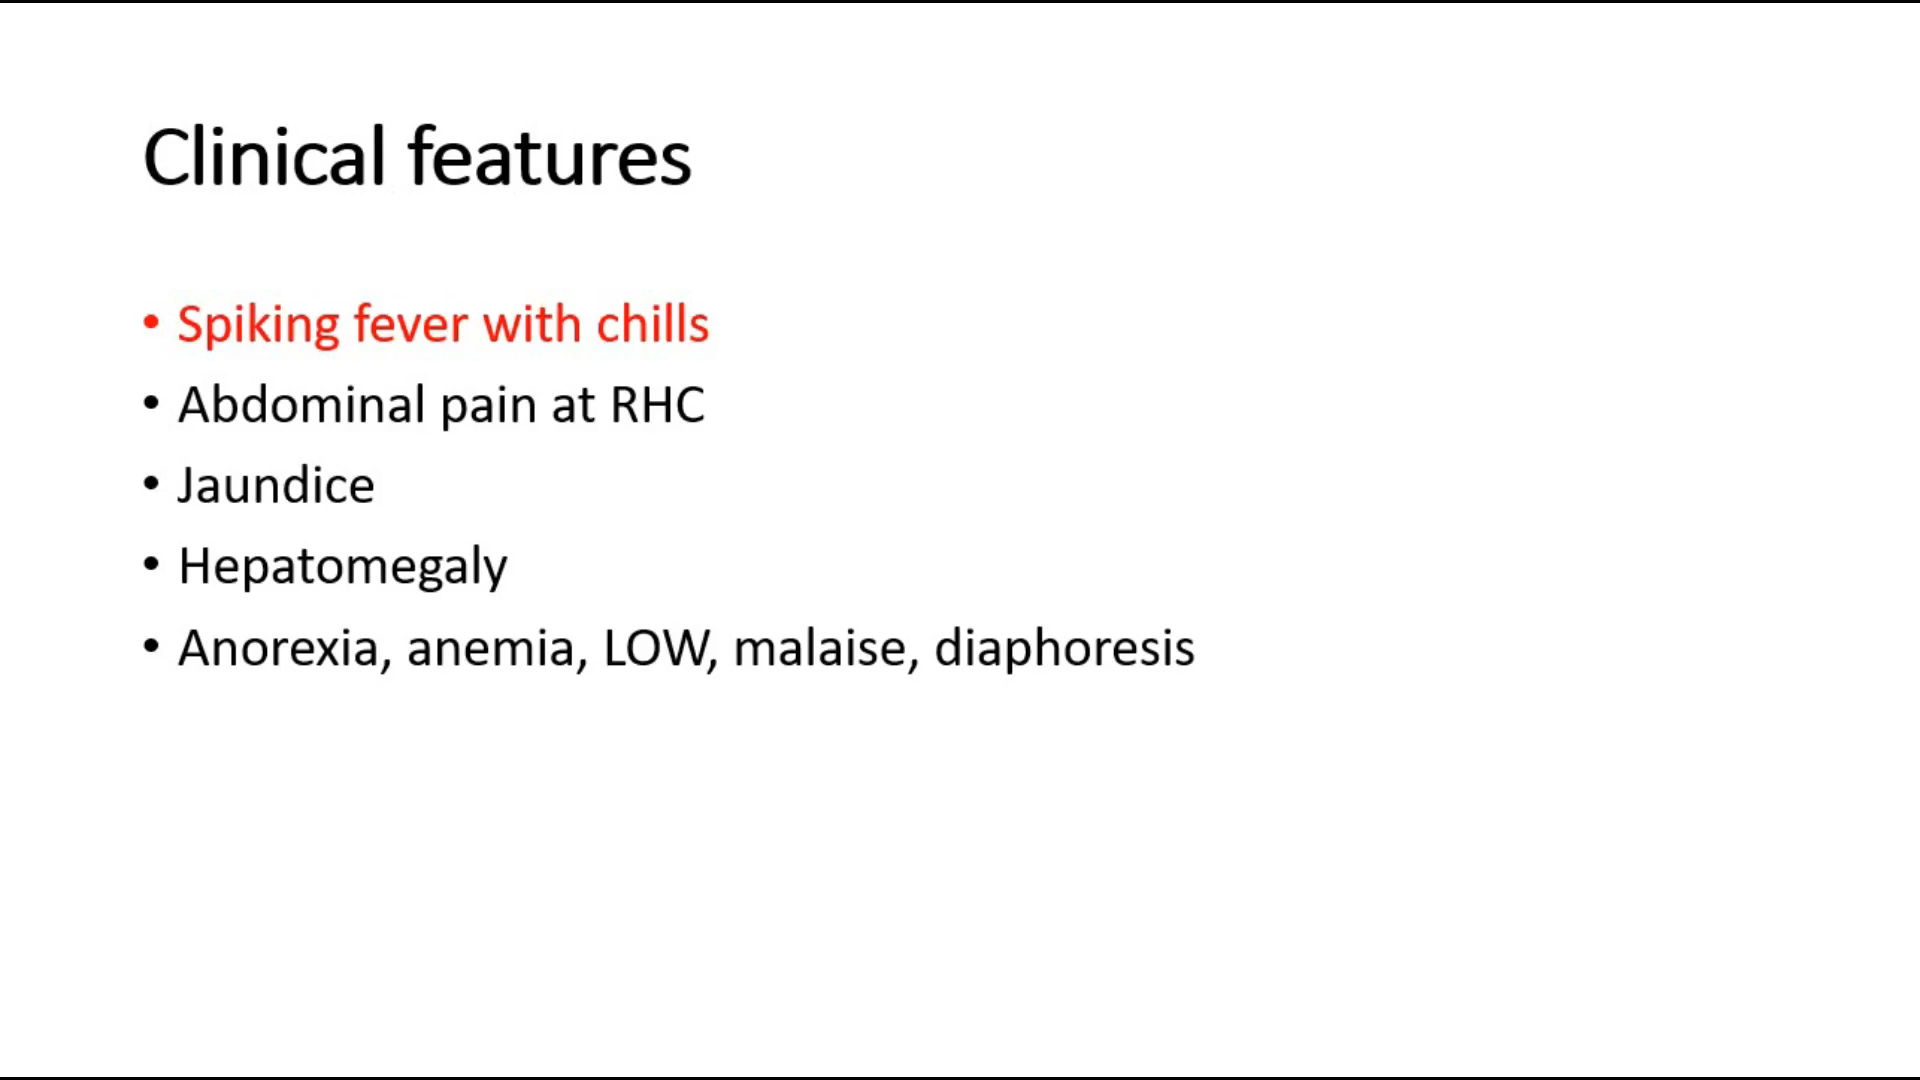 Clinical features
• Spiking fever with chills
• Abdominal pain at RHC
• Jaundice
• Hepatomegaly
• Anorexia, anemia, LOW, malaise, diaphoresis